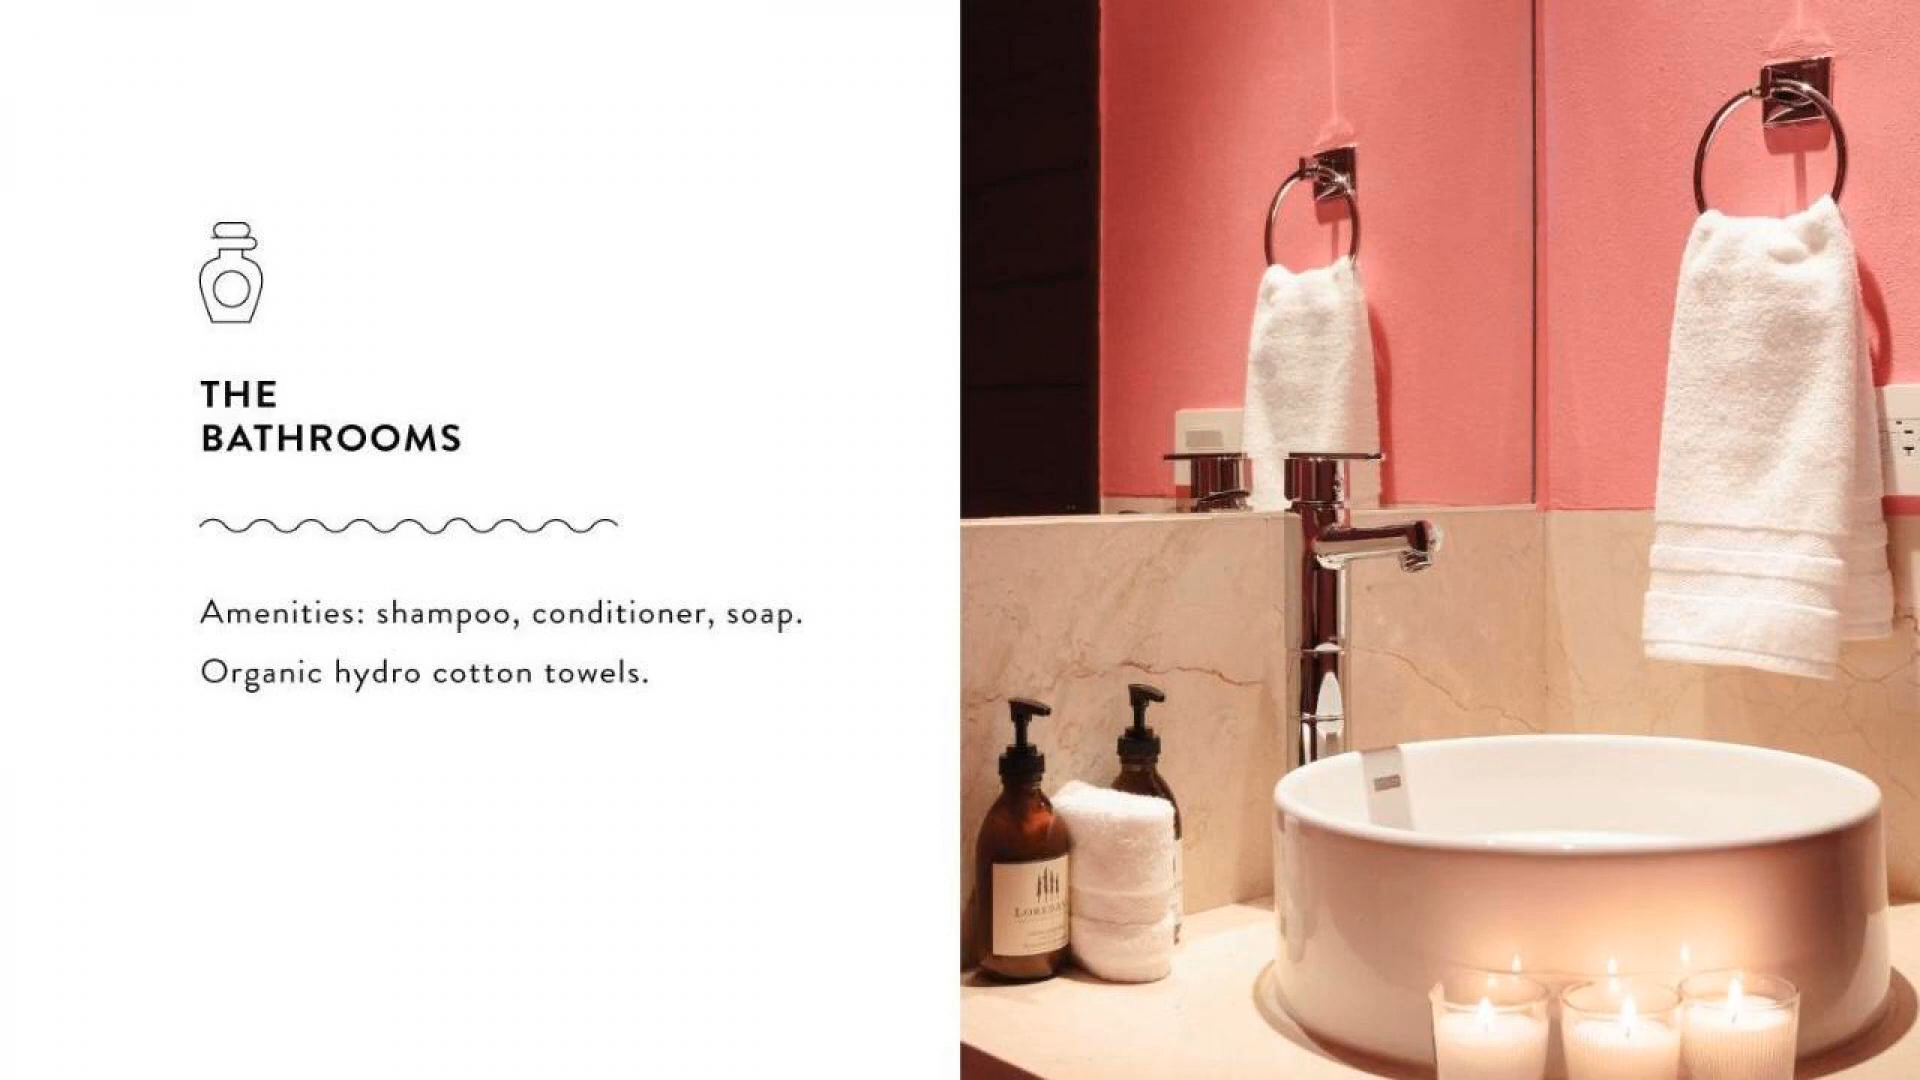 THE
BATHROOMS
Amenities: shampoo, conditioner, soap.
Organic hydro cotton towels.